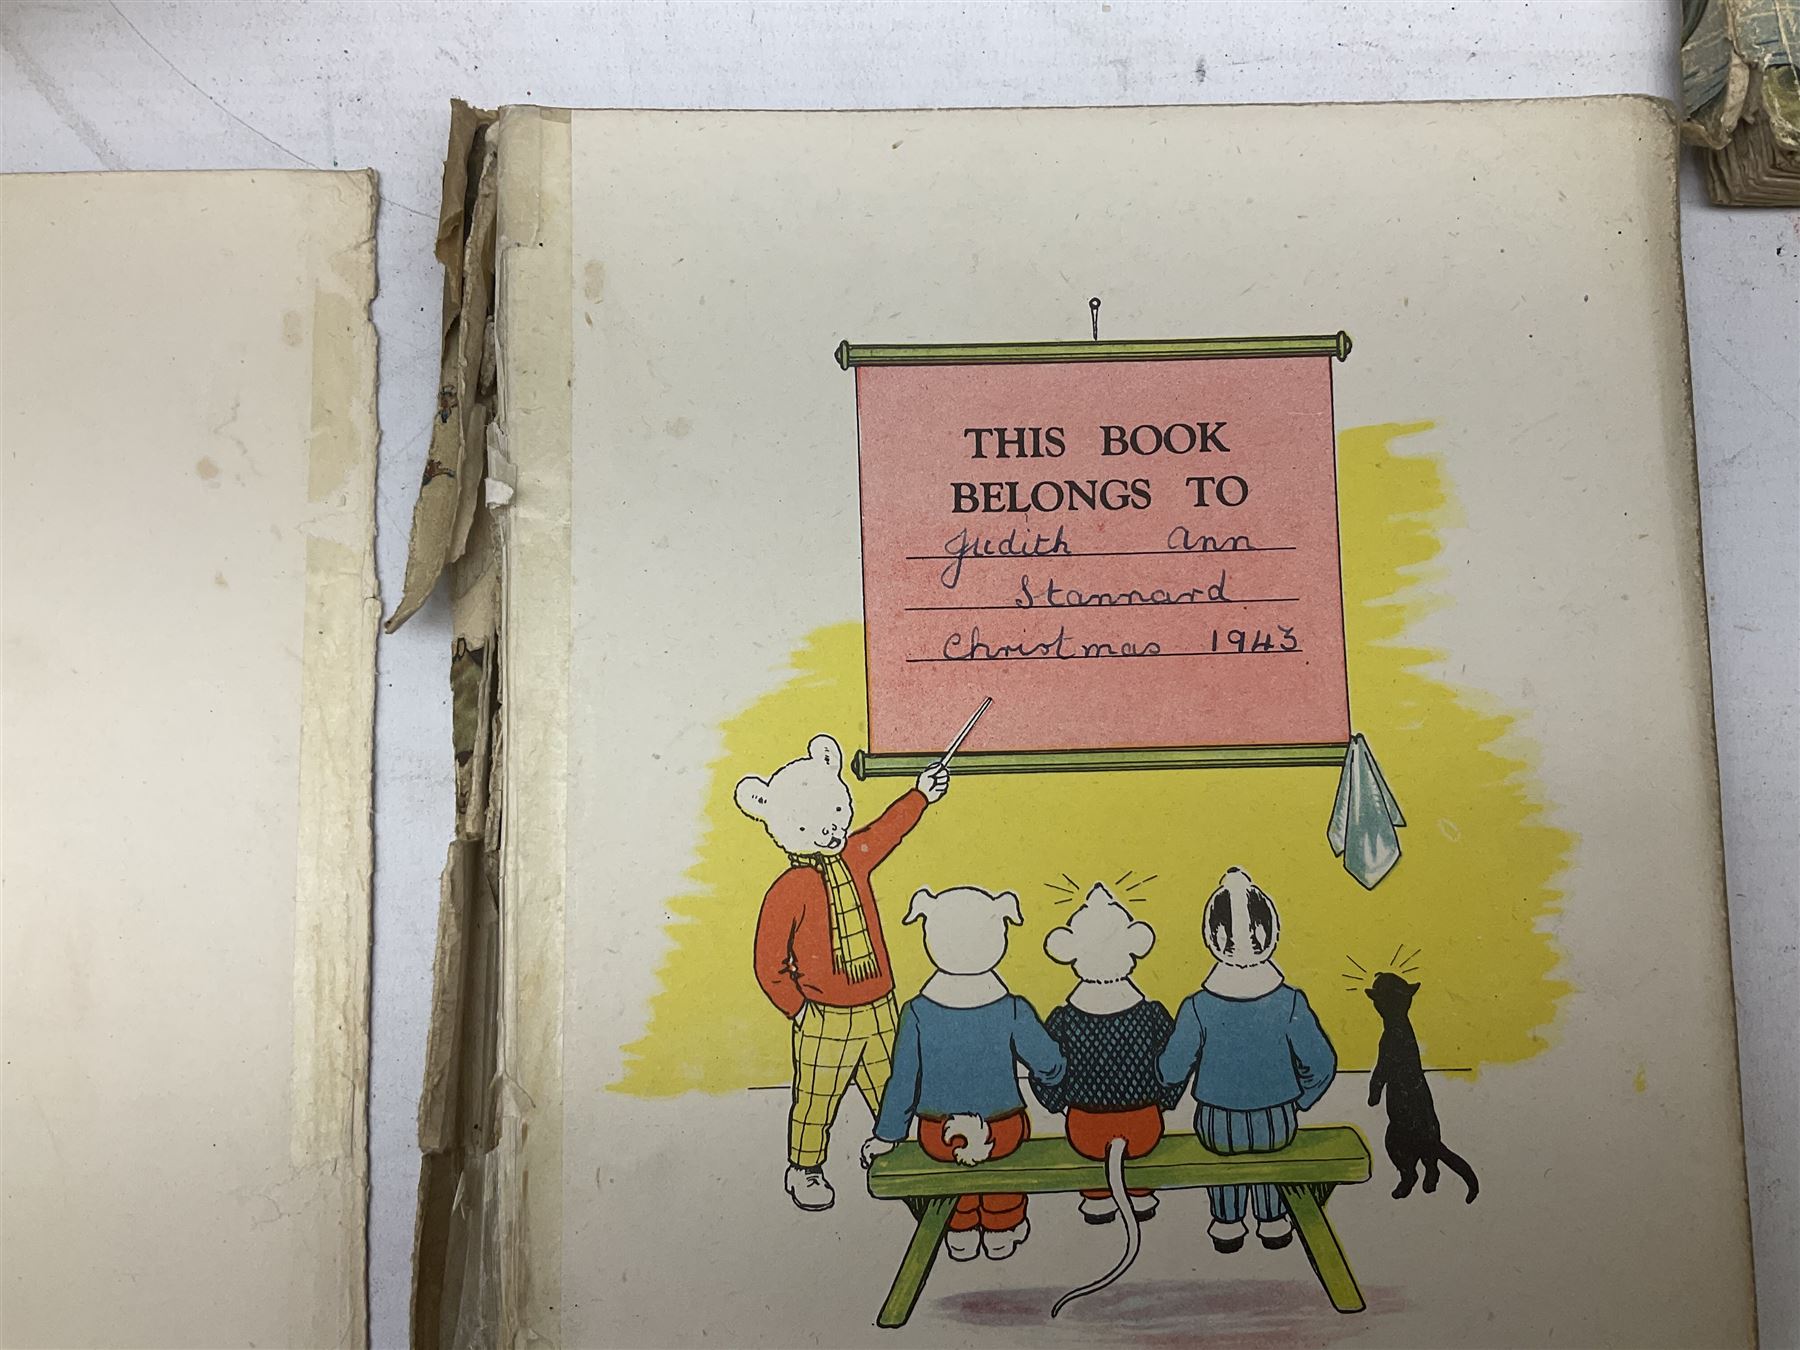 THIS BOOK
BELONGS TO
Judith Ann
Stannard
Christmas 1943